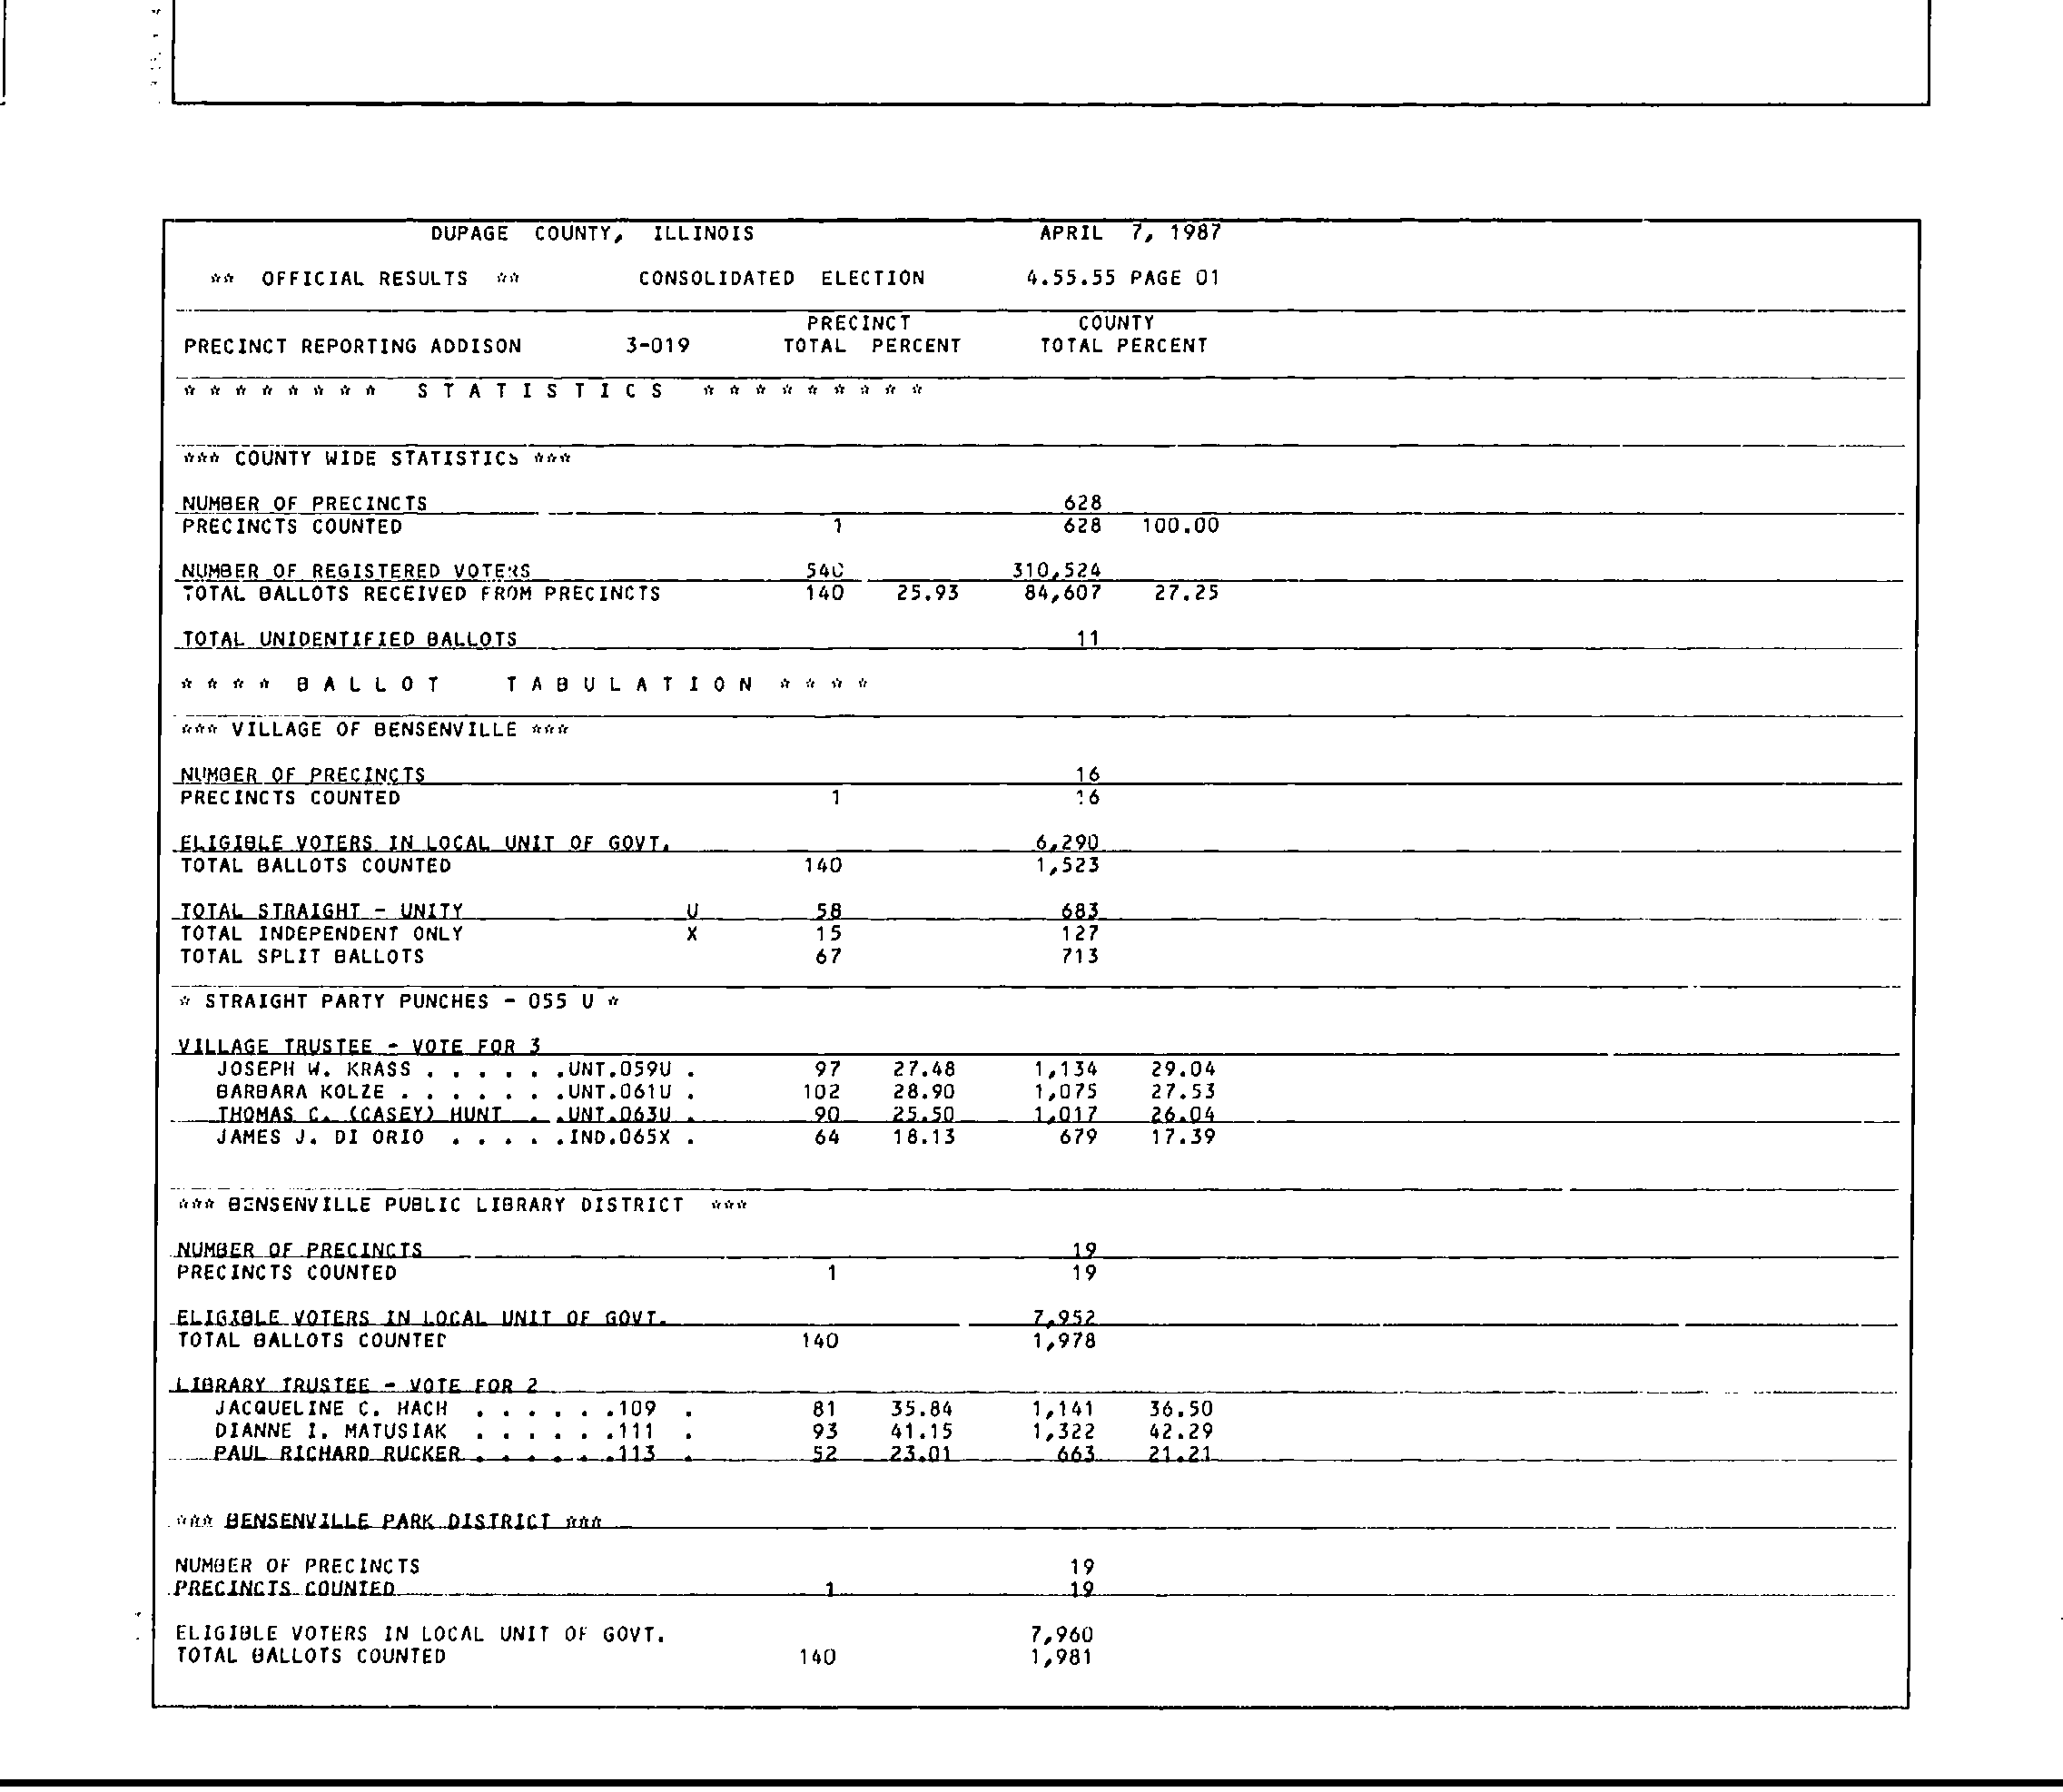 DUPAGE COUNTY, ILLINOIS APRIL 7, 1987
** OFFICIAL RESULTS ** CONSOLIDATED ELECTION 4.55.55 PAGE 01
PRECINCT COUNTY
PRECINCT REPORTING ADDISON 3-019 TOTAL PERCENT TOTAL PERCENT
* * * * * * * * S T A T I S T I C S * * * * * * * * *
*** COUNTY WIDE STATISTICS ***
NUMBER OF PRECINCTS 628
PRECINCTS COUNTED 1 628 100.00
NUMBER OF REGISTERED VOTERS 540 310,524
TOTAL BALLOTS RECEIVED FROM PRECINCTS 140 25.93 84,607 27.25
TOTAL UNIDENTIFIED BALLOTS 11
* * * * B A L L O T T A B U L A T I O N * * * *
*** VILLAGE OF BENSENVILLE ***
NUMBER OF PRECINCTS 16
PRECINCTS COUNTED 1 16
ELIGIBLE VOTERS IN LOCAL UNIT OF GOVT. 6,290
TOTAL BALLOTS COUNTED 140 1,523
TOTAL STRAIGHT - UNITY U 58 683
TOTAL INDEPENDENT ONLY X 15 127
TOTAL SPLIT BALLOTS 67 713
* STRAIGHT PARTY PUNCHES - 055 U *
VILLAGE TRUSTEE - VOTE FOR 3
JOSEPH W. KRASS . . . . . .UNT.059U . 97 27.48 1,134 29.04
BARBARA KOLZE . . . . . . .UNT.061U . 102 28.90 1,075 27.53
THOMAS C. (CASEY) HUNT . .UNT.063U . 90 25.50 1,017 26.04
JAMES J. DI ORIO . . . . .IND.065X . 64 18.13 679 17.39
*** BENSENVILLE PUBLIC LIBRARY DISTRICT ***
NUMBER OF PRECINCTS 19
PRECINCTS COUNTED 1 19
ELIGIBLE VOTERS IN LOCAL UNIT OF GOVT. 7,952
TOTAL BALLOTS COUNTED 140 1,978
LIBRARY TRUSTEE - VOTE FOR 2
JACQUELINE C. HACH . . . . . .109 . 81 35.84 1,141 36.50
DIANNE I. MATUSIAK . . . . . .111 . 93 41.15 1,322 42.29
PAUL RICHARD RUCKER . . . . . .113 . 52 23.01 663 21.21
*** BENSENVILLE PARK DISTRICT ***
NUMBER OF PRECINCTS 19
PRECINCTS COUNTED 1 19
ELIGIBLE VOTERS IN LOCAL UNIT OF GOVT. 7,960
TOTAL BALLOTS COUNTED 140 1,981